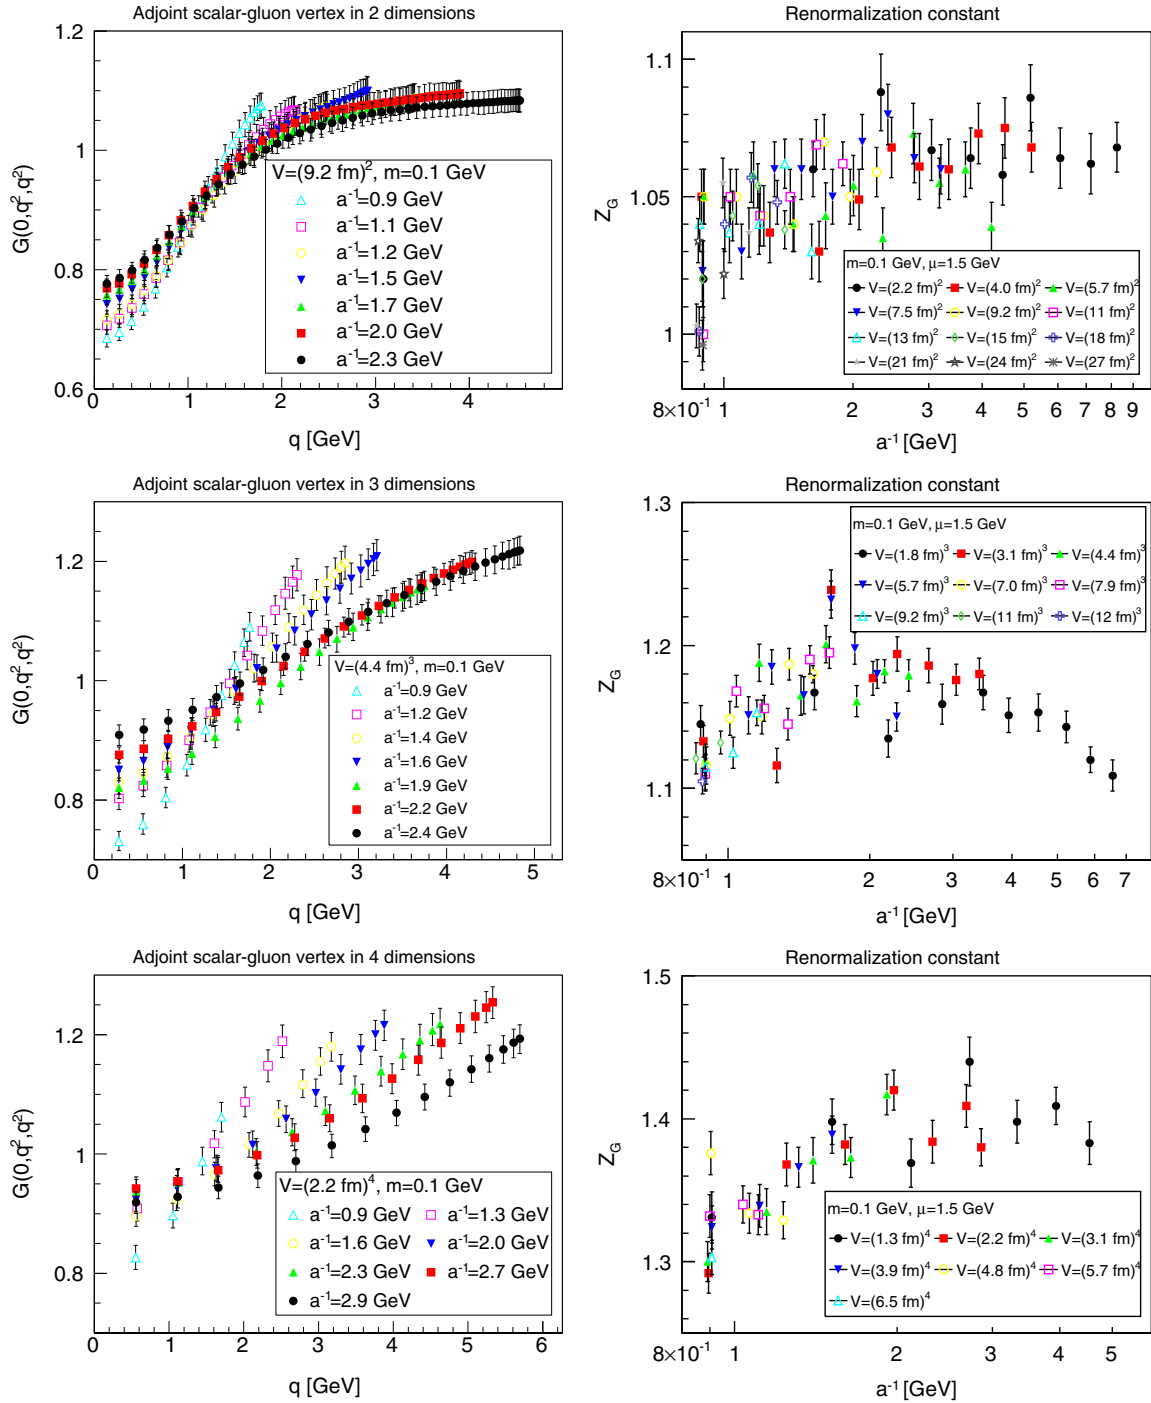 Adjoint scalar-gluon vertex in 2 dimensions
G(0,q²,q²)
1.2
1
0.8
0.6
V=(9.2 fm)², m=0.1 GeV
a⁻¹=0.9 GeV
a⁻¹=1.1 GeV
a⁻¹=1.2 GeV
a⁻¹=1.5 GeV
a⁻¹=1.7 GeV
a⁻¹=2.0 GeV
a⁻¹=2.3 GeV
0 1 2 3 4
q [GeV]
Renormalization constant
Z_G
1.1
1.05
1
m=0.1 GeV, μ=1.5 GeV
V=(2.2 fm)² V=(4.0 fm)² V=(5.7 fm)²
V=(7.5 fm)² V=(9.2 fm)² V=(11 fm)²
V=(13 fm)² V=(15 fm)² V=(18 fm)²
V=(21 fm)² V=(24 fm)² V=(27 fm)²
8×10⁻¹ 1 2 3 4 5 6 7 8 9
a⁻¹ [GeV]
Adjoint scalar-gluon vertex in 3 dimensions
G(0,q²,q²)
1.2
1
0.8
V=(4.4 fm)³, m=0.1 GeV
a⁻¹=0.9 GeV
a⁻¹=1.2 GeV
a⁻¹=1.4 GeV
a⁻¹=1.6 GeV
a⁻¹=1.9 GeV
a⁻¹=2.2 GeV
a⁻¹=2.4 GeV
0 1 2 3 4 5
q [GeV]
Renormalization constant
Z_G
1.3
1.2
1.1
m=0.1 GeV, μ=1.5 GeV
V=(1.8 fm)³ V=(3.1 fm)³ V=(4.4 fm)³
V=(5.7 fm)³ V=(7.0 fm)³ V=(7.9 fm)³
V=(9.2 fm)³ V=(11 fm)³ V=(12 fm)³
8×10⁻¹ 1 2 3 4 5 6 7
a⁻¹ [GeV]
Adjoint scalar-gluon vertex in 4 dimensions
G(0,q²,q²)
1.2
1
0.8
V=(2.2 fm)⁴, m=0.1 GeV
a⁻¹=0.9 GeV a⁻¹=1.3 GeV
a⁻¹=1.6 GeV a⁻¹=2.0 GeV
a⁻¹=2.3 GeV a⁻¹=2.7 GeV
a⁻¹=2.9 GeV
0 1 2 3 4 5 6
q [GeV]
Renormalization constant
Z_G
1.5
1.4
1.3
m=0.1 GeV, μ=1.5 GeV
V=(1.3 fm)⁴ V=(2.2 fm)⁴ V=(3.1 fm)⁴
V=(3.9 fm)⁴ V=(4.8 fm)⁴ V=(5.7 fm)⁴
V=(6.5 fm)⁴
8×10⁻¹ 1 2 3 4 5
a⁻¹ [GeV]